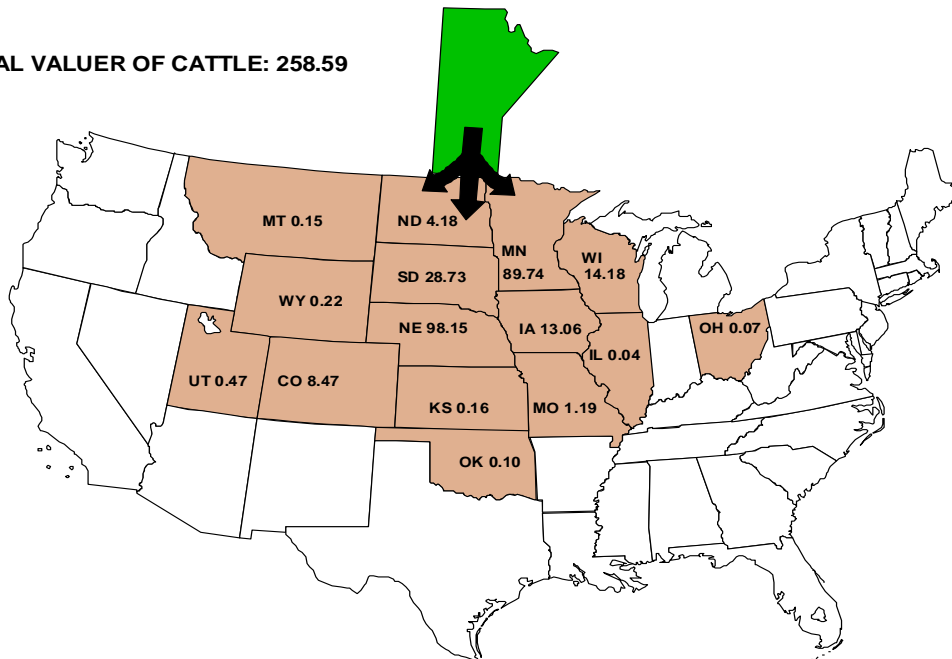 AL VALUER OF CATTLE: 258.59
MT 0.15
ND 4.18
MN
89.74
WI
14.18
SD 28.73
WY 0.22
NE 98.15
IA 13.06
OH 0.07
IL 0.04
UT 0.47
CO 8.47
KS 0.16
MO 1.19
OK 0.10